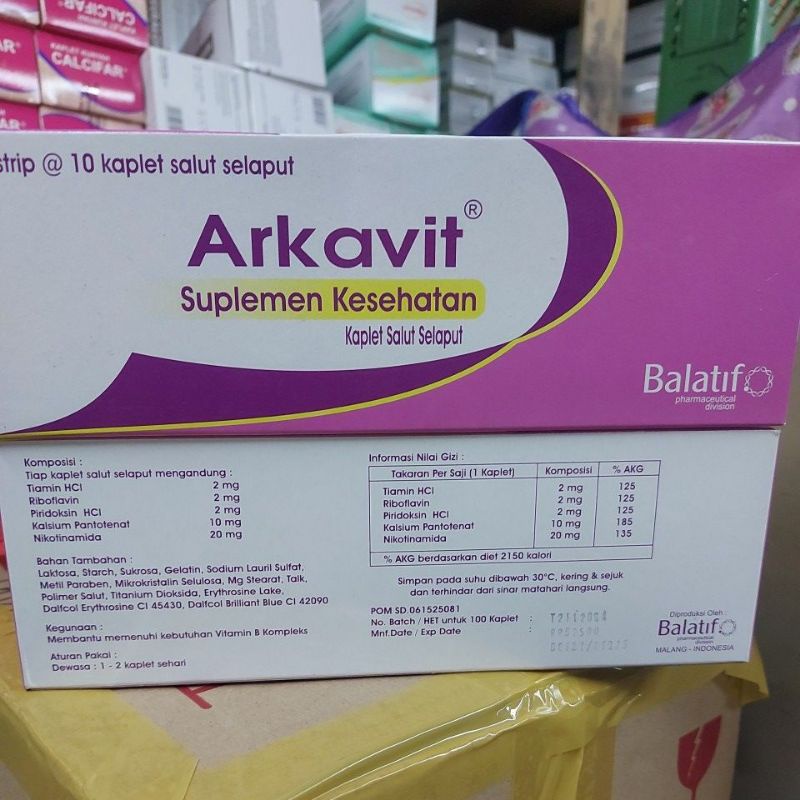 CALCIFAR
strip @ 10 kaplet salut selaput
Arkavit®
Suplemen Kesehatan
Kaplet Salut Selaput
Balatif
pharmaceutical
division
Komposisi :
Tiap kaplet salut selaput mengandung :
Tiamin HCl 2 mg
Riboflavin 2 mg
Piridoksin HCl 2 mg
Kalsium Pantotenat 10 mg
Nikotinamida 20 mg
Bahan Tambahan :
Laktosa, Starch, Sukrosa, Gelatin, Sodium Lauril Sulfat,
Metil Paraben, Mikrokristalin Selulosa, Mg Stearat, Talk,
Polimer Salut, Titanium Dioksida, Erythrosine Lake,
Dalfcol Erythrosine CI 45430, Dalfcol Brilliant Blue CI 42090
Kegunaan :
Membantu memenuhi kebutuhan Vitamin B Kompleks
Aturan Pakai :
Dewasa : 1 - 2 kaplet sehari
Informasi Nilai Gizi :
Takaran Per Saji (1 Kaplet) Komposisi % AKG
Tiamin HCl 2 mg 125
Riboflavin 2 mg 125
Piridoksin HCl 2 mg 125
Kalsium Pantotenat 10 mg 185
Nikotinamida 20 mg 135
% AKG berdasarkan diet 2150 kalori
Simpan pada suhu dibawah 30°C, kering & sejuk
dan terhindar dari sinar matahari langsung.
POM SD.061525081
No. Batch / HET untuk 100 Kaplet :
Mnf.Date / Exp Date :
Diproduksi Oleh :
Balatif
pharmaceutical
division
MALANG - INDONESIA